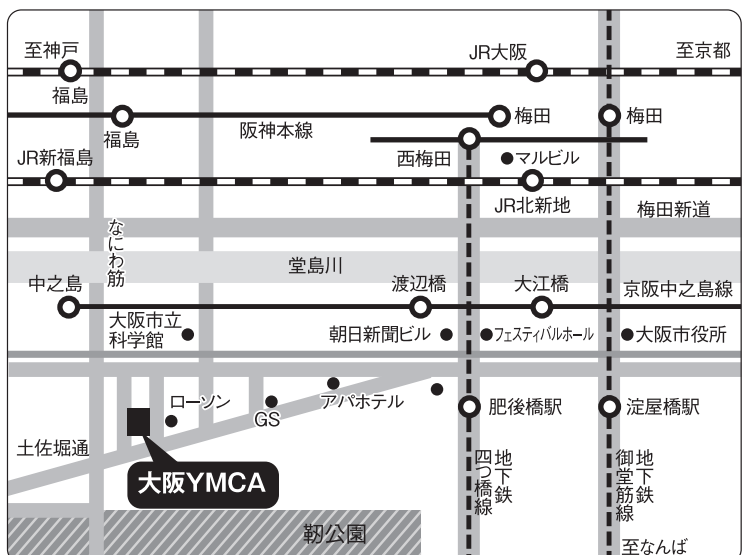 至神戸
JR大阪
至京都
福島
梅田
梅田
福島
阪神本線
西梅田
マルビル
JR新福島
JR北新地
梅田新道
なにわ筋
堂島川
中之島
渡辺橋
大江橋
京阪中之島線
大阪市立
科学館
朝日新聞ビル
フェスティバルホール
大阪市役所
ローソン
GS
アパホテル
肥後橋駅
淀屋橋駅
土佐堀通
大阪YMCA
地下鉄
四つ橋線
地下鉄
御堂筋線
靭公園
至なんば